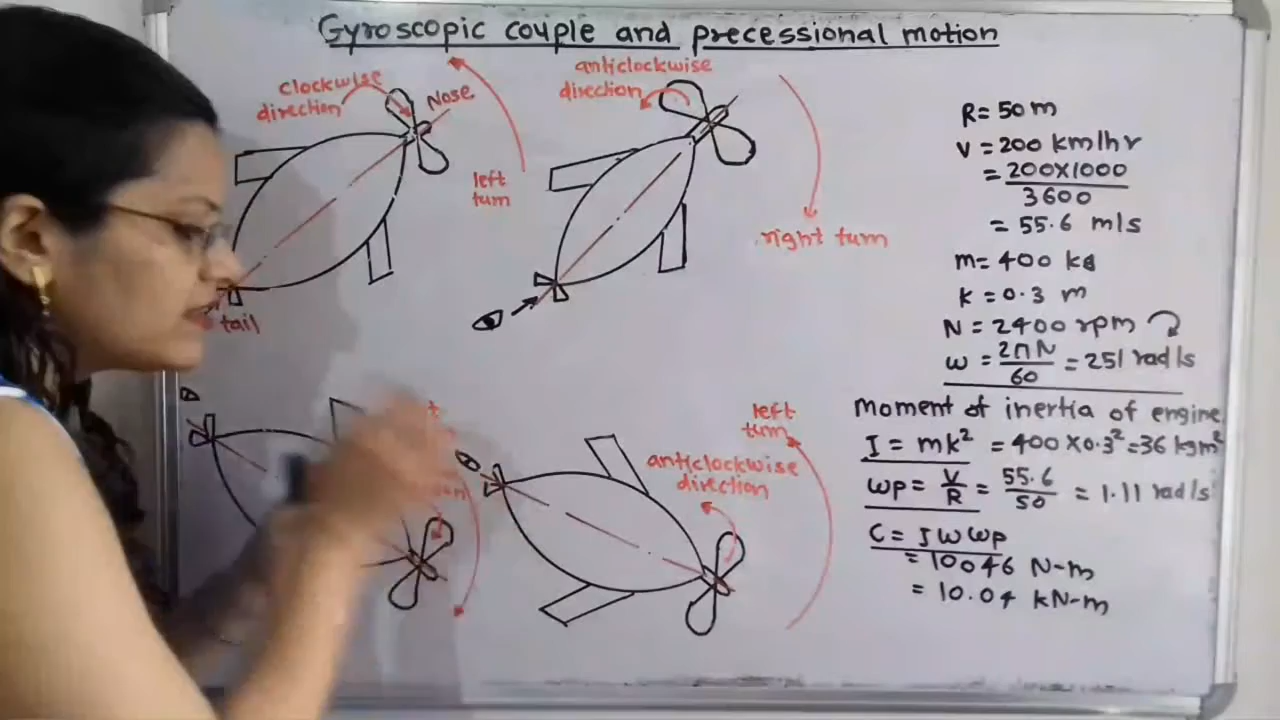 Gyroscopic couple and precessional motion
clockwise
direction
Nose
left
turn
tail
anticlockwise
direction
right turn
left
turn
anticlockwise
direction
R = 50 m
V = 200 km/hr
= 200x1000
3600
= 55.6 m/s
m = 400 kg
k = 0.3 m
N = 2400 rpm
ω = 2πN = 251 rad/s
60
Moment of inertia of engine
I = mk² = 400 x 0.3² = 36 kgm²
ωp = V = 55.6 = 1.11 rad/s
R 50
C = I ω ωp
= 10046 N-m
= 10.04 kN-m